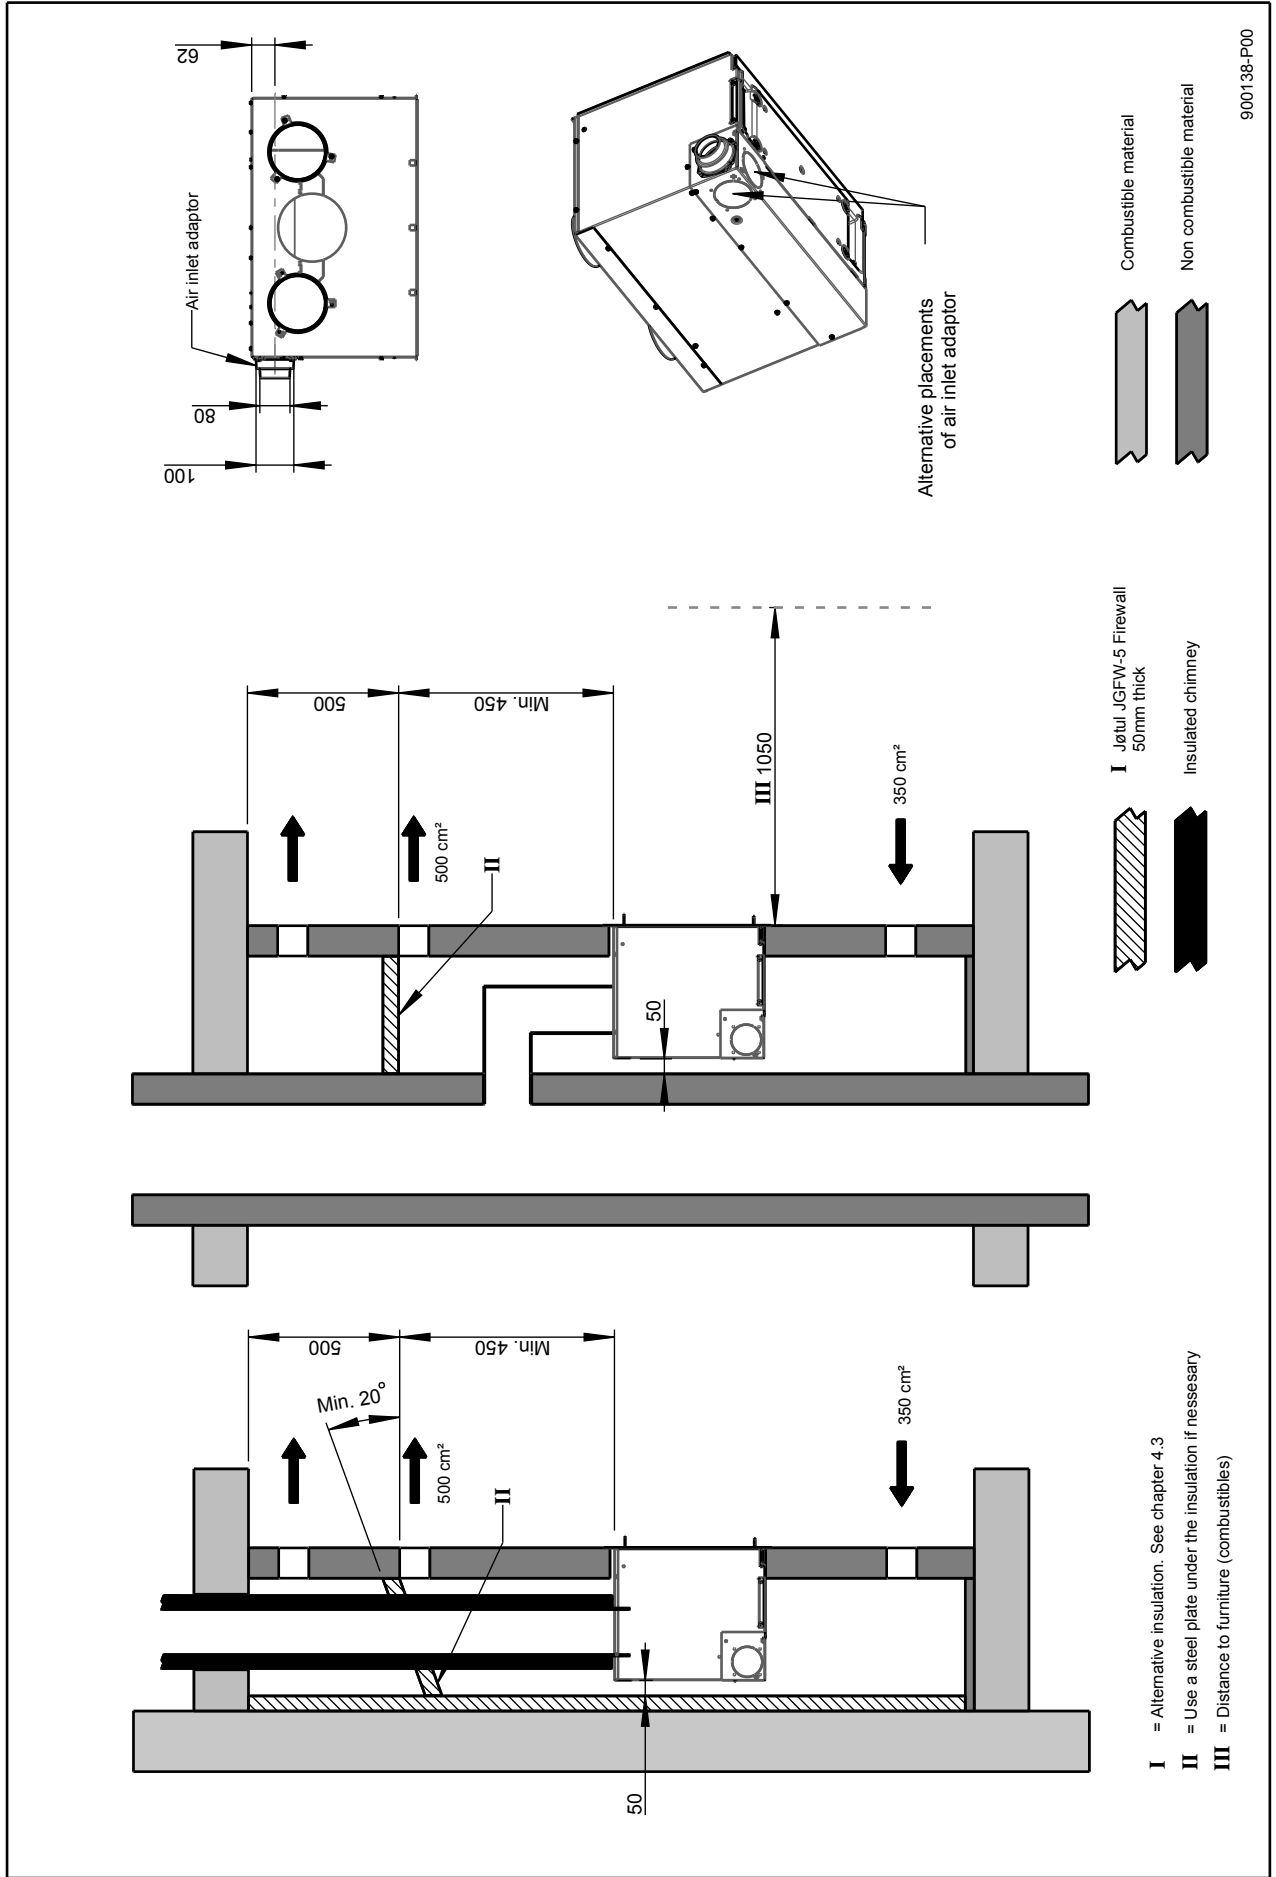 500
Min. 450
Min. 20°
500 cm²
II
350 cm²
50
500
Min. 450
500 cm²
II
III 1050
350 cm²
50
62
Air inlet adaptor
80
100
Alternative placements
of air inlet adaptor
I = Alternative insulation. See chapter 4.3
II = Use a steel plate under the insulation if nessesary
III = Distance to furniture (combustibles)
I Jøtul JGFW-5 Firewall
50mm thick
Insulated chimney
Combustible material
Non combustible material
900138-P00